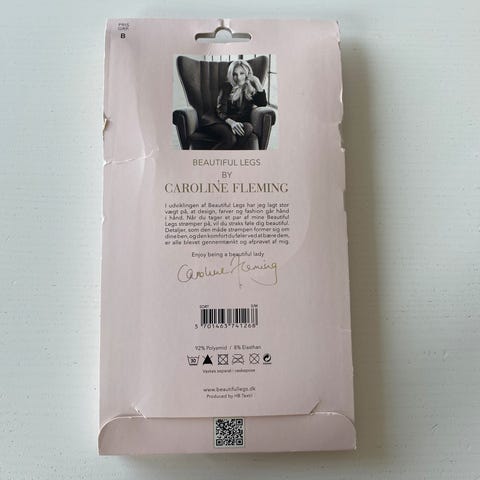 PRIS
GRP.
B
BEAUTIFUL LEGS
BY
CAROLINE FLEMING
I udviklingen af Beautiful Legs har jeg lagt stor
vægt på, at design, farver og fashion går hånd
i hånd. Når du tager et par af mine Beautiful
Legs strømper på, vil du straks føle dig beautiful.
Detaljer, som den måde strømpen former sig om
dine ben, og den komfort du føler ved at bære dem,
er alle blevet gennemtænkt og afprøvet af mig.
Enjoy being a beautiful lady
Caroline Fleming
SORT S/M
5 701463 741268
92% Polyamid / 8% Elasthan
30
Vaskes separat i vaskepose
www.beautifullegs.dk
Produced by HB Textil